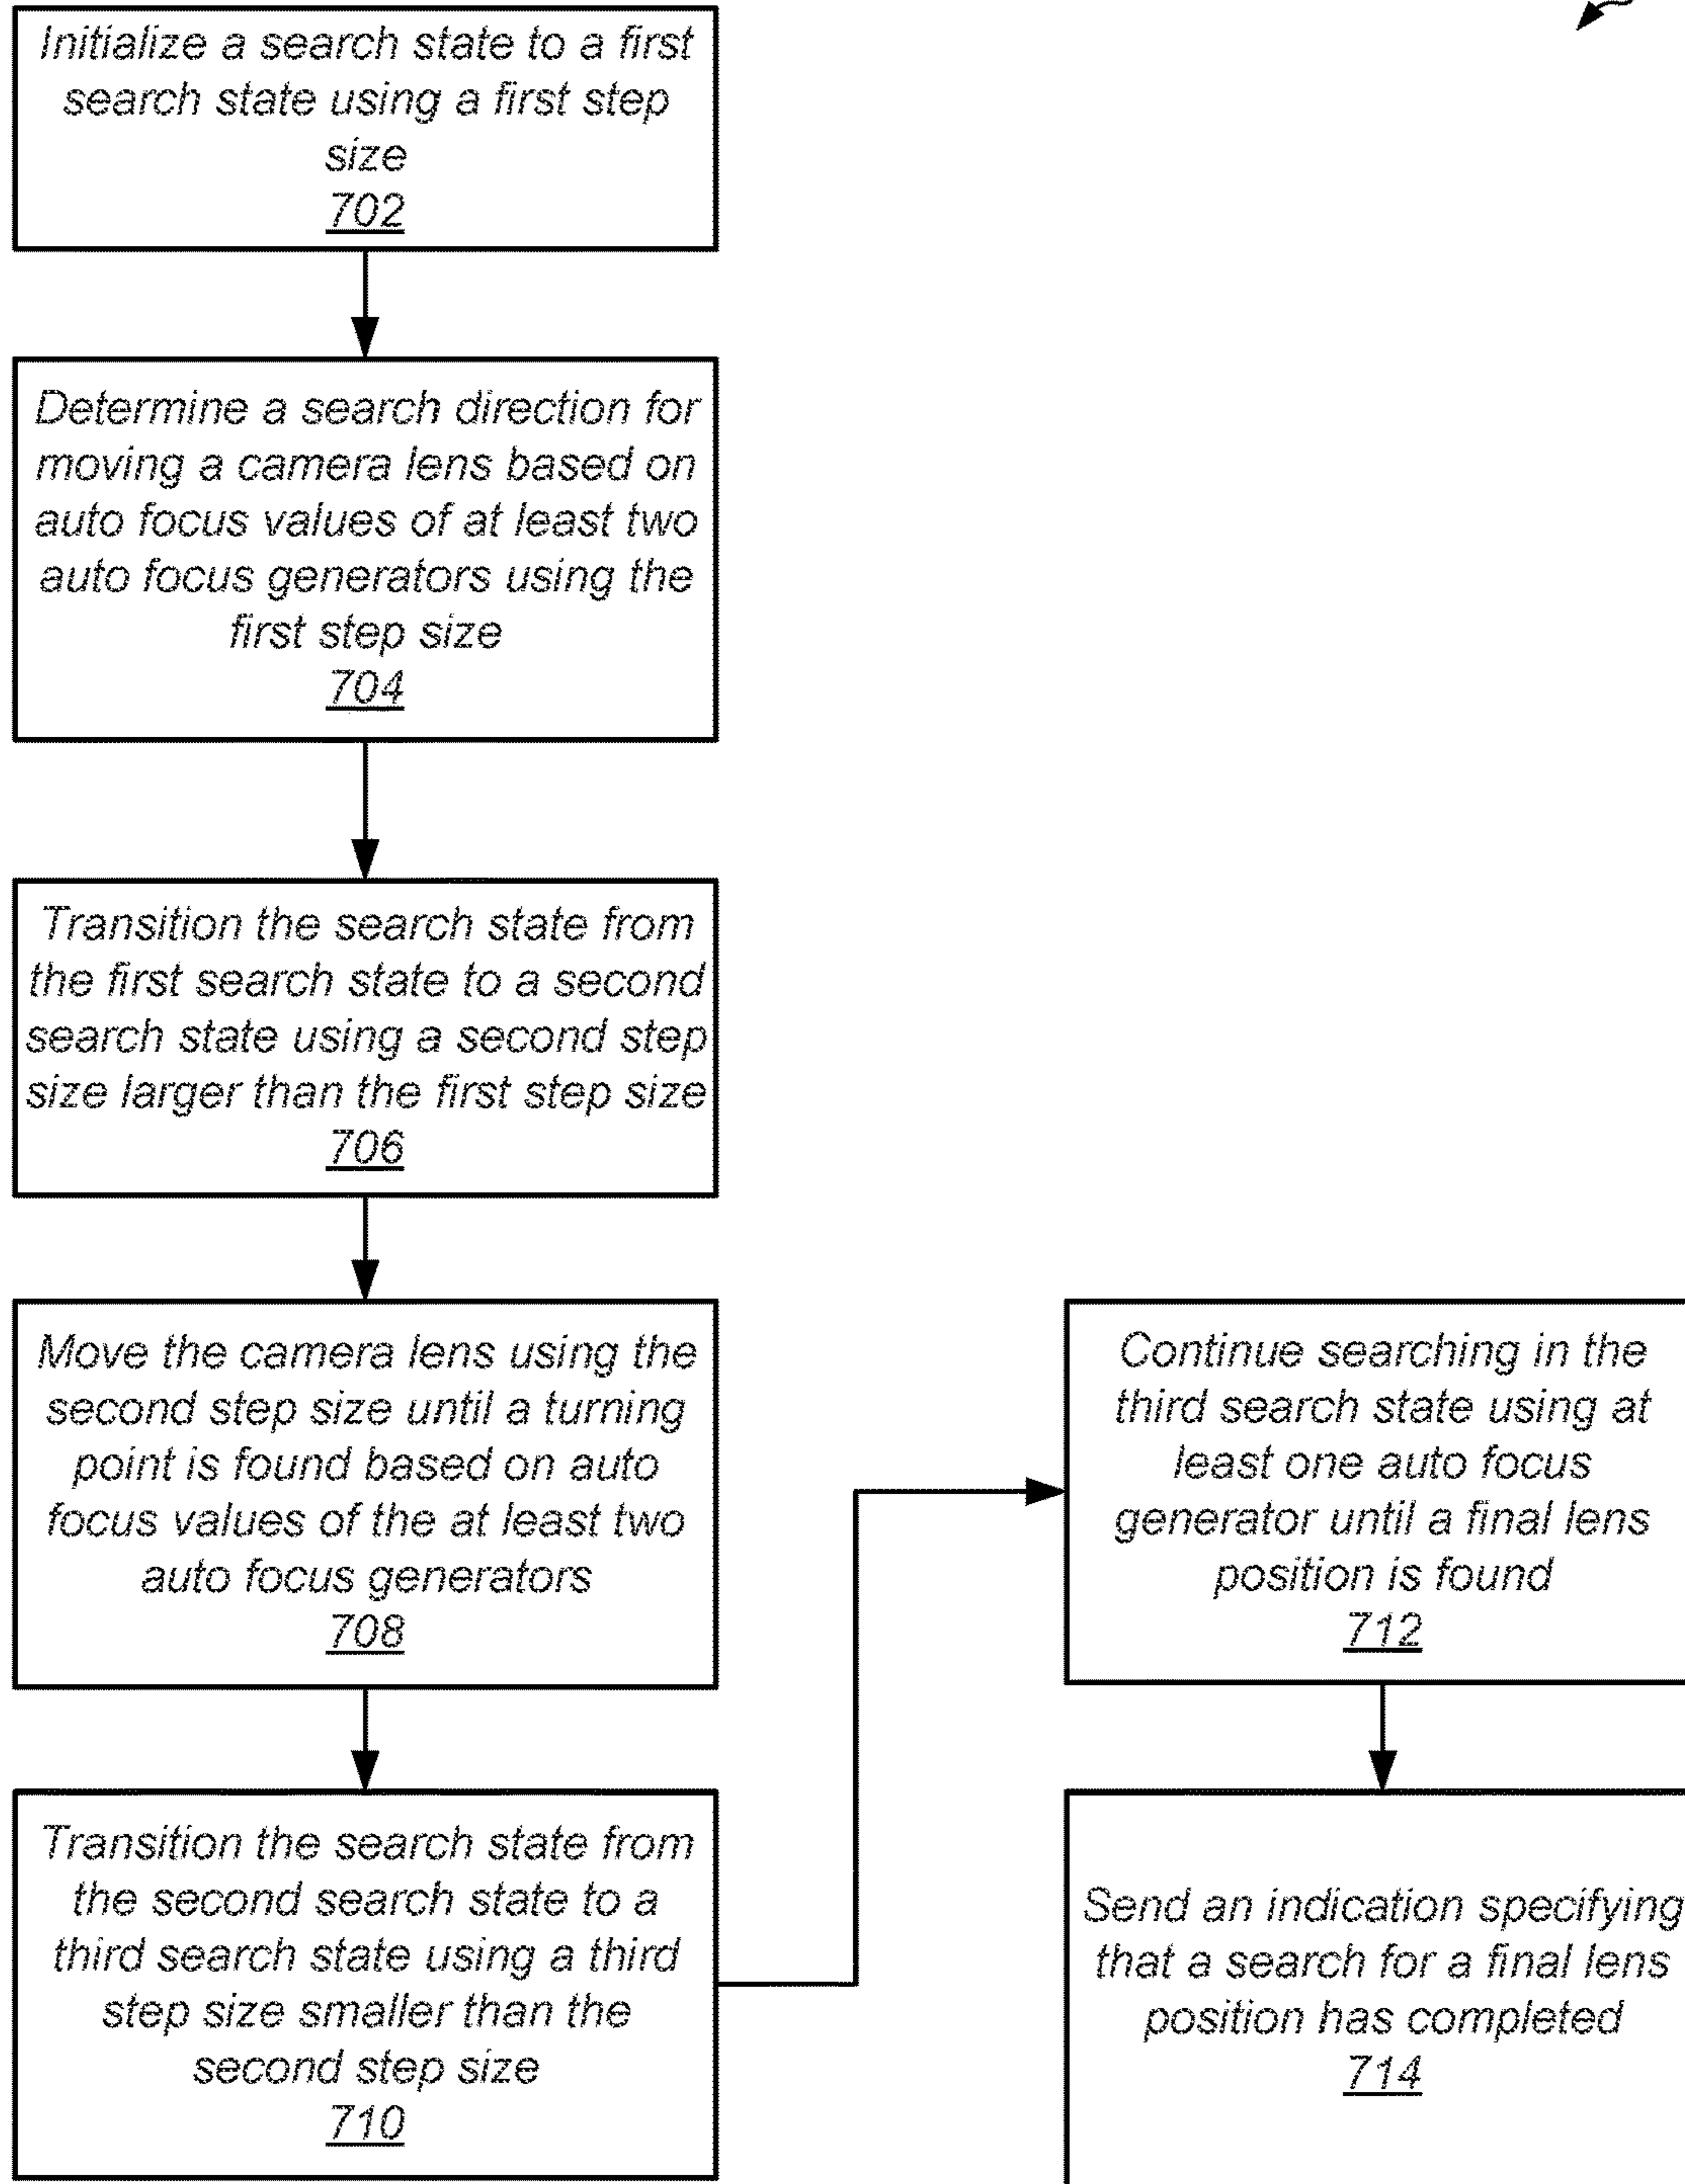 Initialize a search state to a first
search state using a first step
size
702
Determine a search direction for
moving a camera lens based on
auto focus values of at least two
auto focus generators using the
first step size
704
Transition the search state from
the first search state to a second
search state using a second step
size larger than the first step size
706
Move the camera lens using the
second step size until a turning
point is found based on auto
focus values of the at least two
auto focus generators
708
Transition the search state from
the second search state to a
third search state using a third
step size smaller than the
second step size
710
Continue searching in the
third search state using at
least one auto focus
generator until a final lens
position is found
712
Send an indication specifying
that a search for a final lens
position has completed
714